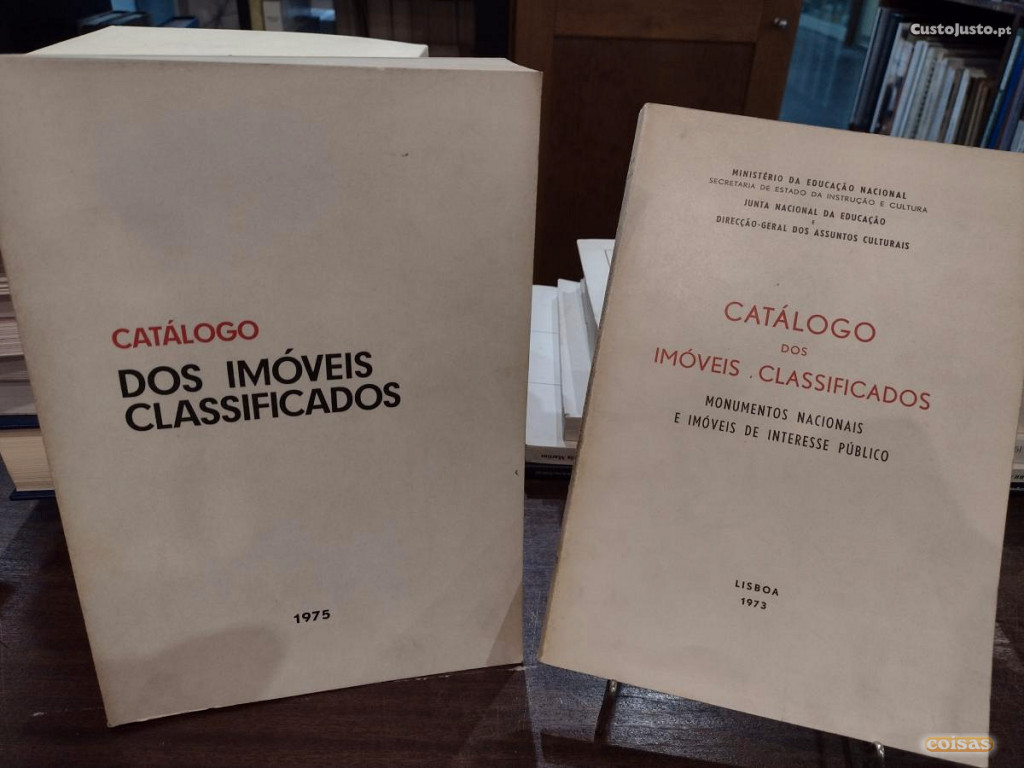 CustoJusto.pt
CATÁLOGO
DOS IMÓVEIS
CLASSIFICADOS
1975
MINISTÉRIO DA EDUCAÇÃO NACIONAL
SECRETARIA DE ESTADO DA INSTRUÇÃO E CULTURA
JUNTA NACIONAL DA EDUCAÇÃO
E
DIRECÇÃO-GERAL DOS ASSUNTOS CULTURAIS
CATÁLOGO
DOS
IMÓVEIS . CLASSIFICADOS
MONUMENTOS NACIONAIS
E IMÓVEIS DE INTERESSE PÚBLICO
LISBOA
1973
coisas